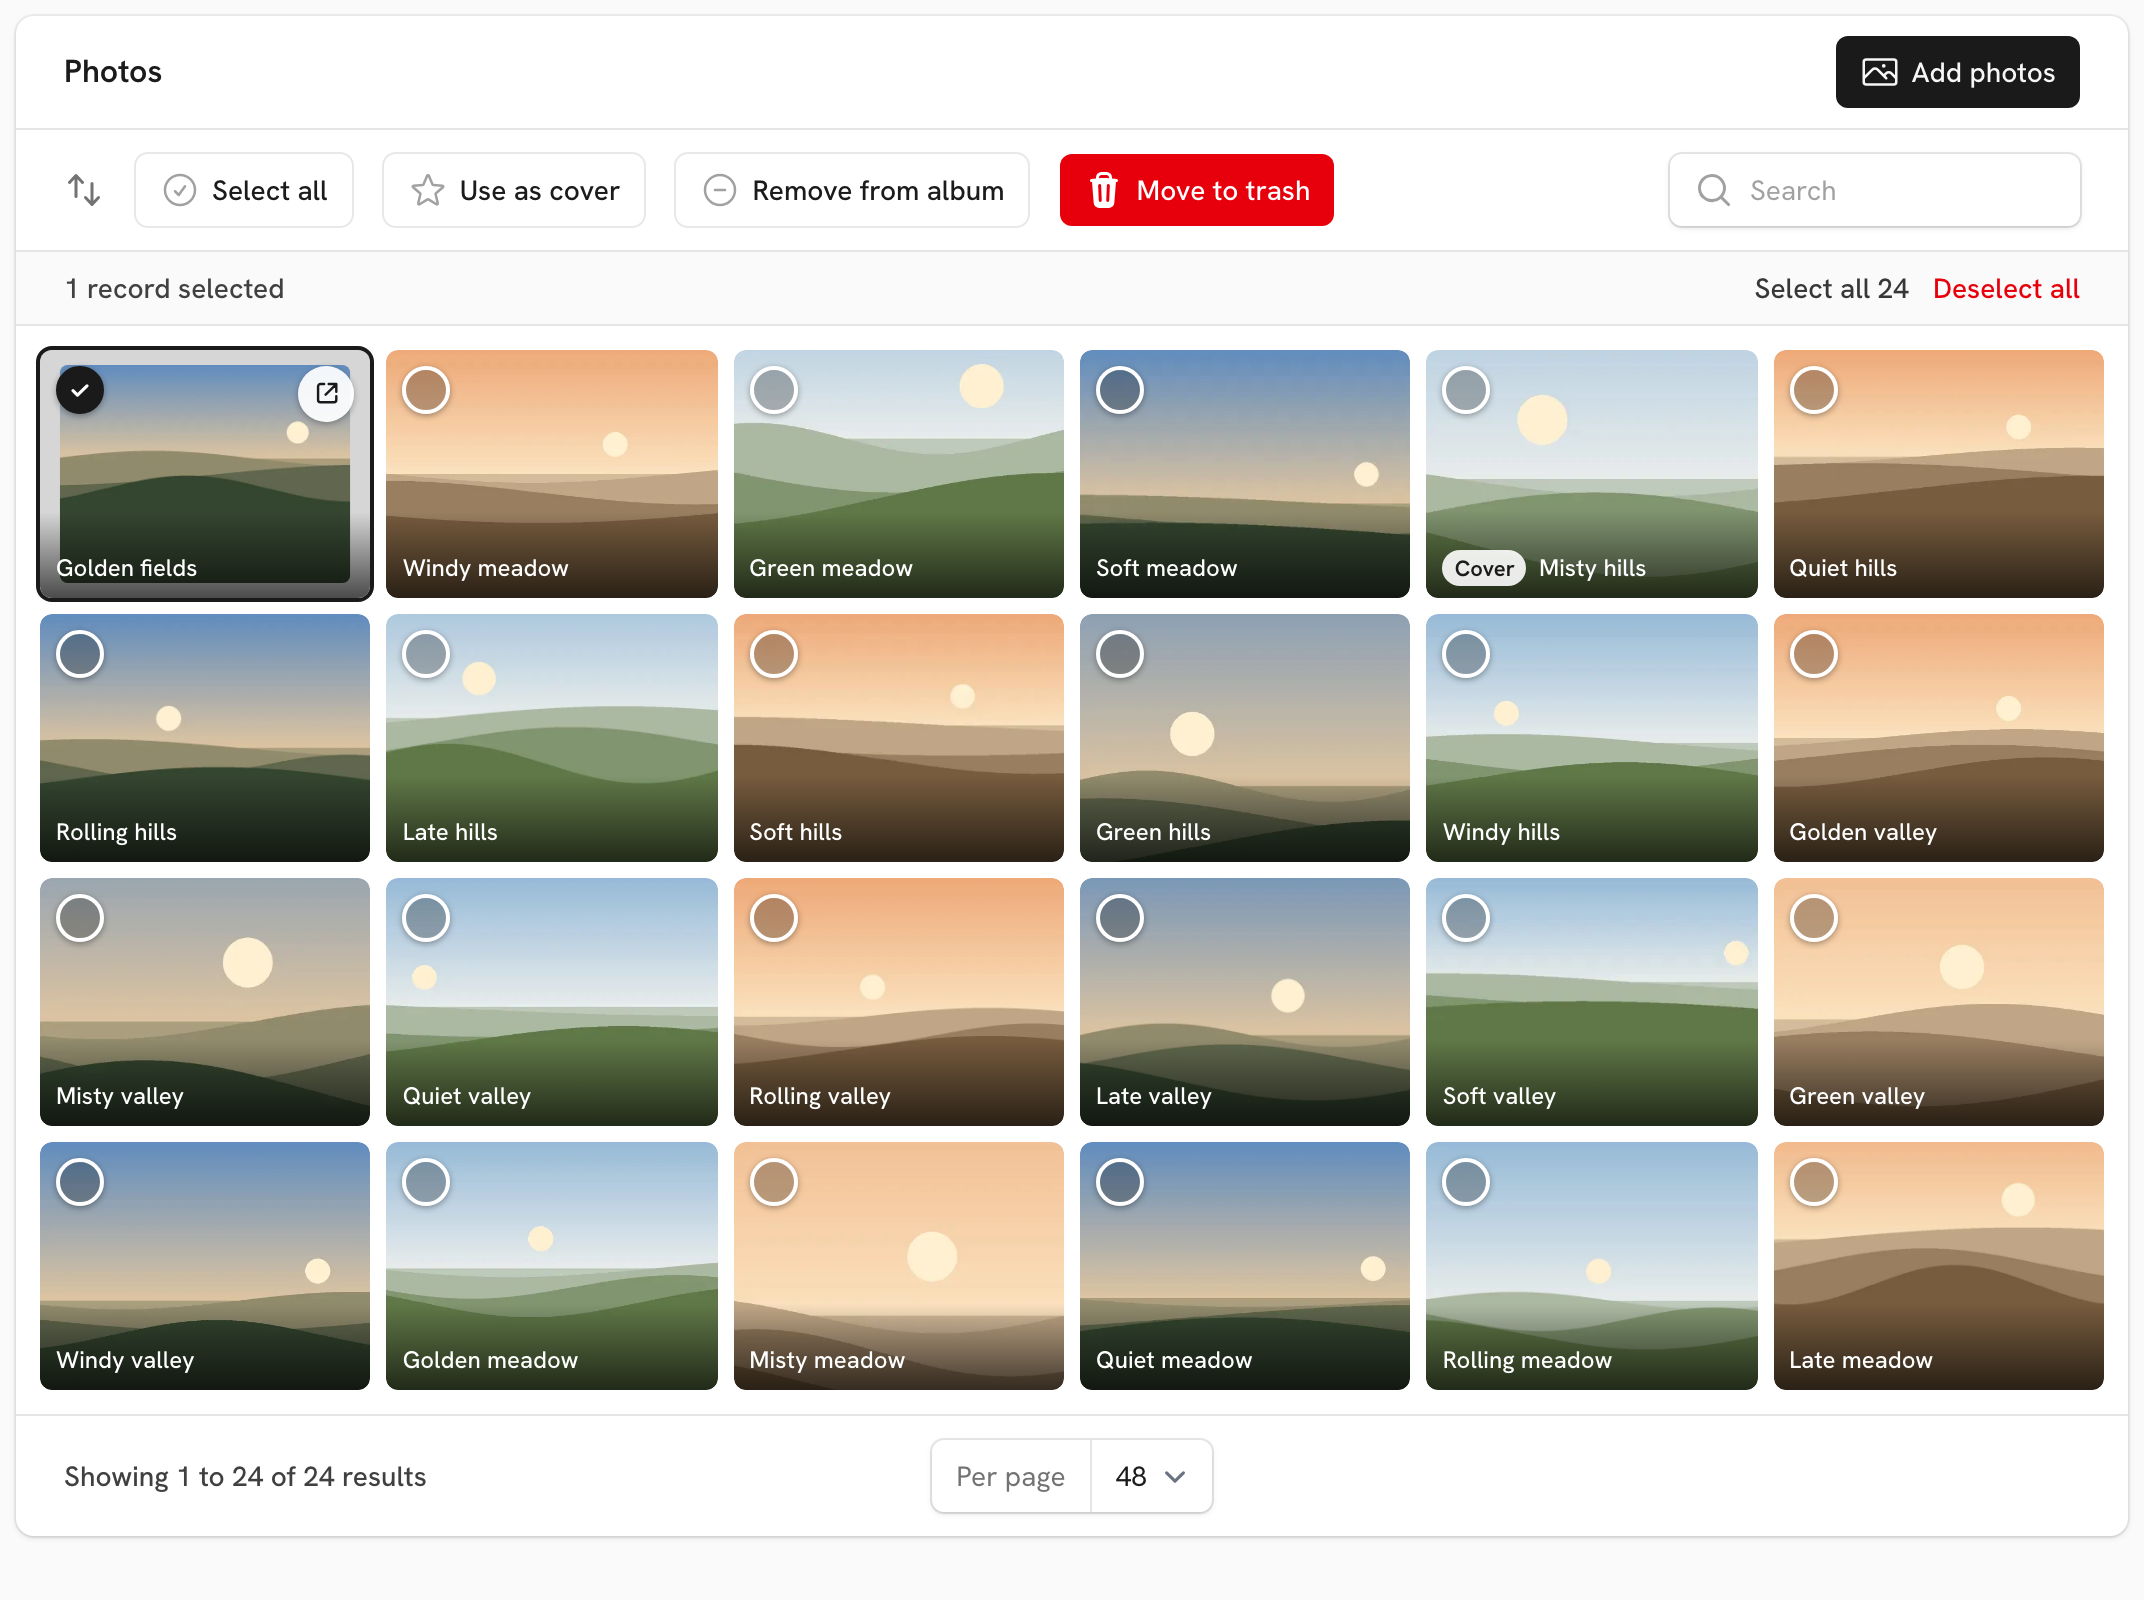 Photos
Add photos
Select all
Use as cover
Remove from album
Move to trash
Search
1 record selected
Select all 24
Deselect all
Golden fields
Windy meadow
Green meadow
Soft meadow
Cover
Misty hills
Quiet hills
Rolling hills
Late hills
Soft hills
Green hills
Windy hills
Golden valley
Misty valley
Quiet valley
Rolling valley
Late valley
Soft valley
Green valley
Windy valley
Golden meadow
Misty meadow
Quiet meadow
Rolling meadow
Late meadow
Showing 1 to 24 of 24 results
Per page
48